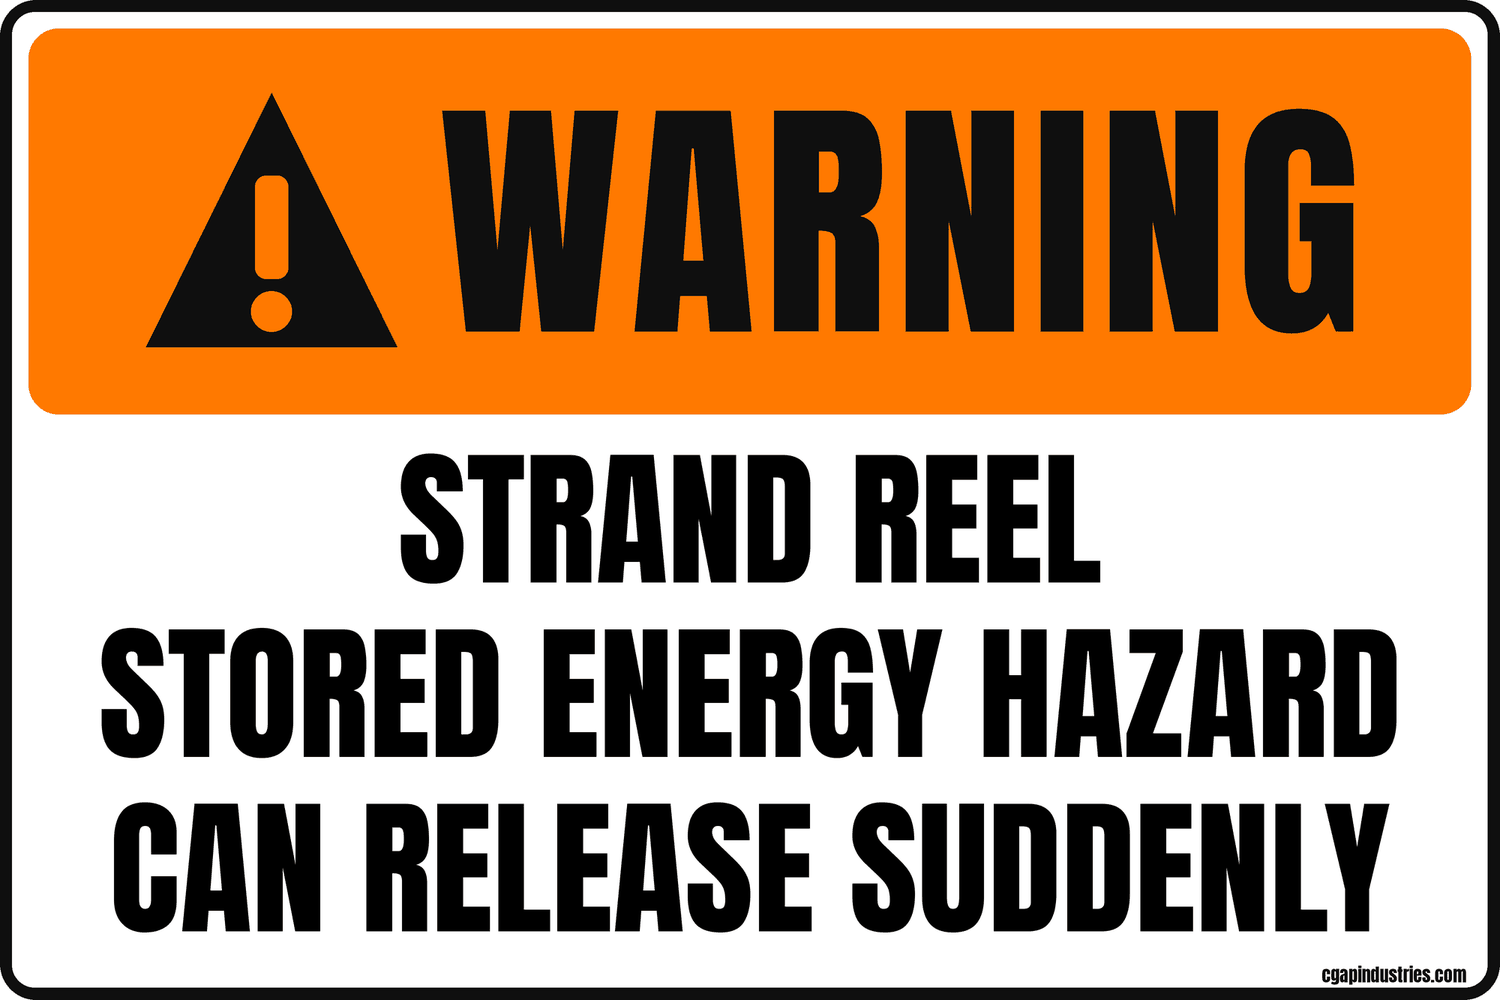 WARNING
STRAND REEL
STORED ENERGY HAZARD
CAN RELEASE SUDDENLY
cgapindustries.com